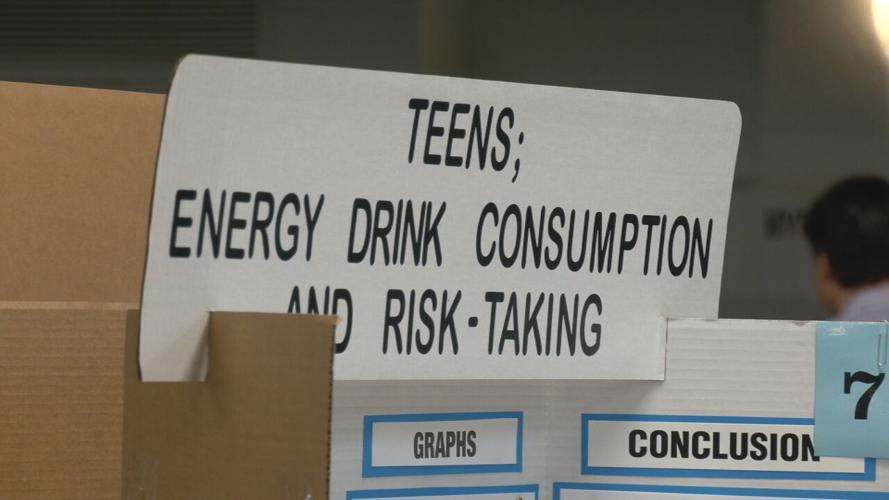 TEENS;
ENERGY DRINK CONSUMPTION
AND RISK-TAKING
GRAPHS
CONCLUSION
7